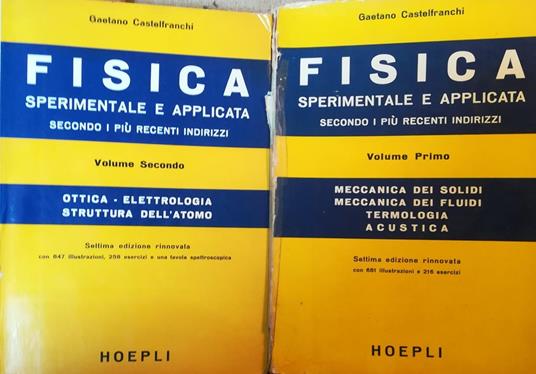 Gaetano Castelfranchi
FISICA
SPERIMENTALE E APPLICATA
SECONDO I PIÙ RECENTI INDIRIZZI
Volume Secondo
OTTICA - ELETTROLOGIA
STRUTTURA DELL'ATOMO
Settima edizione rinnovata
con 647 illustrazioni, 258 esercizi e una tavola spettroscopica
HOEPLI
Gaetano Castelfranchi
FISICA
SPERIMENTALE E APPLICATA
SECONDO I PIÙ RECENTI INDIRIZZI
Volume Primo
MECCANICA DEI SOLIDI
MECCANICA DEI FLUIDI
TERMOLOGIA
ACUSTICA
Settima edizione rinnovata
con 681 illustrazioni e 216 esercizi
HOEPLI